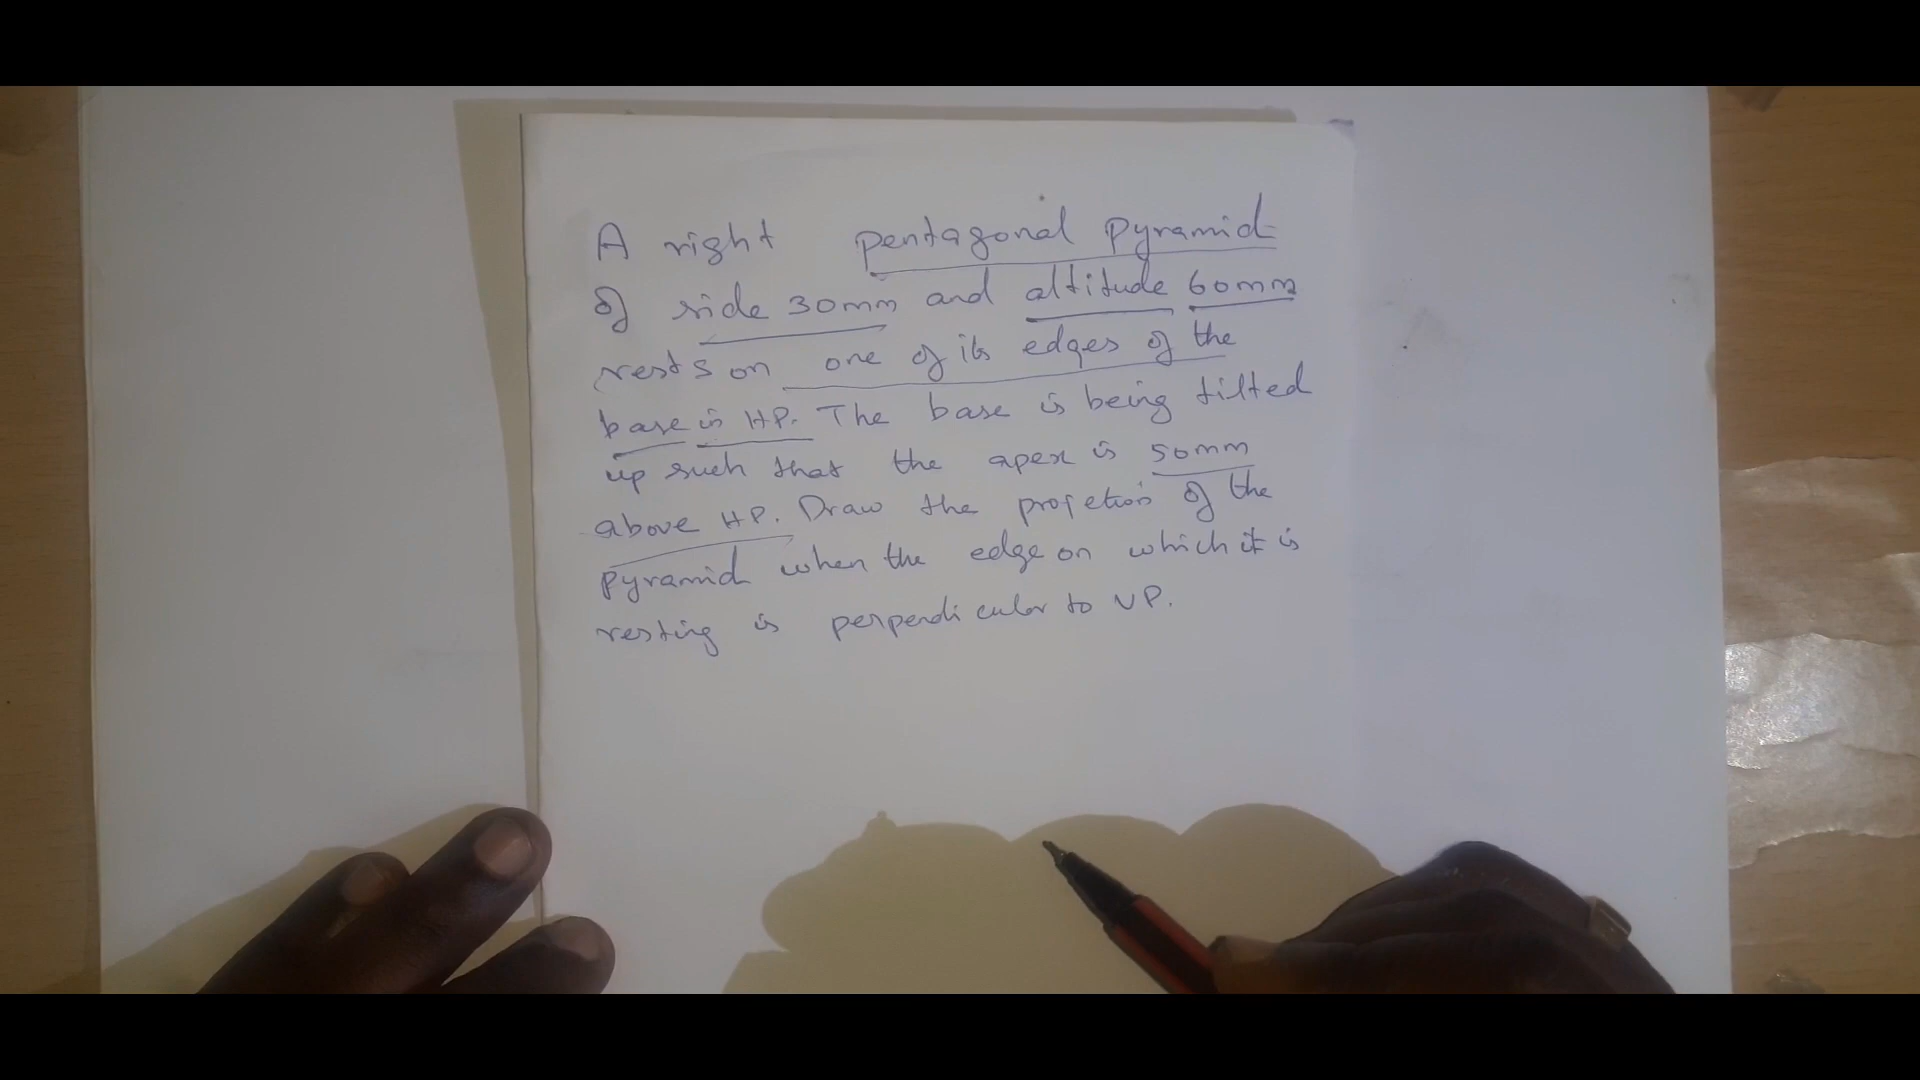 A right pentagonal pyramid
of side 30mm and altitude 60mm
rests on one of its edges of the
base is HP. The base is being tilted
up such that the apex is 50mm
above HP. Draw the projetion's of the
pyramid when the edge on which it is
resting is perpendicular to VP.